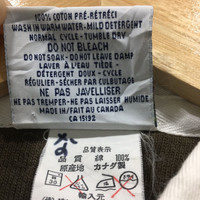 100% COTTON PRÉ-RÉTRÉCI
WASH IN WARM WATER-MILD DETERGENT
NORMAL CYCLE-TUMBLE DRY
DO NOT BLEACH
DO NOT SOAK-DO NOT LEAVE DAMP
LAVER À L'EAU TIÈDE -
DÉTERGENT DOUX - CYCLE
RÉGULIER-SÉCHER PAR CULBUTAGE
NE PAS JAVELLISER
NE PAS TREMPER-NE PAS LAISSER HUMIDE
MADE IN/FAIT AU CANADA
CA 15192
品質表示
品質 綿 100%
原産地 カナダ製
輸入元